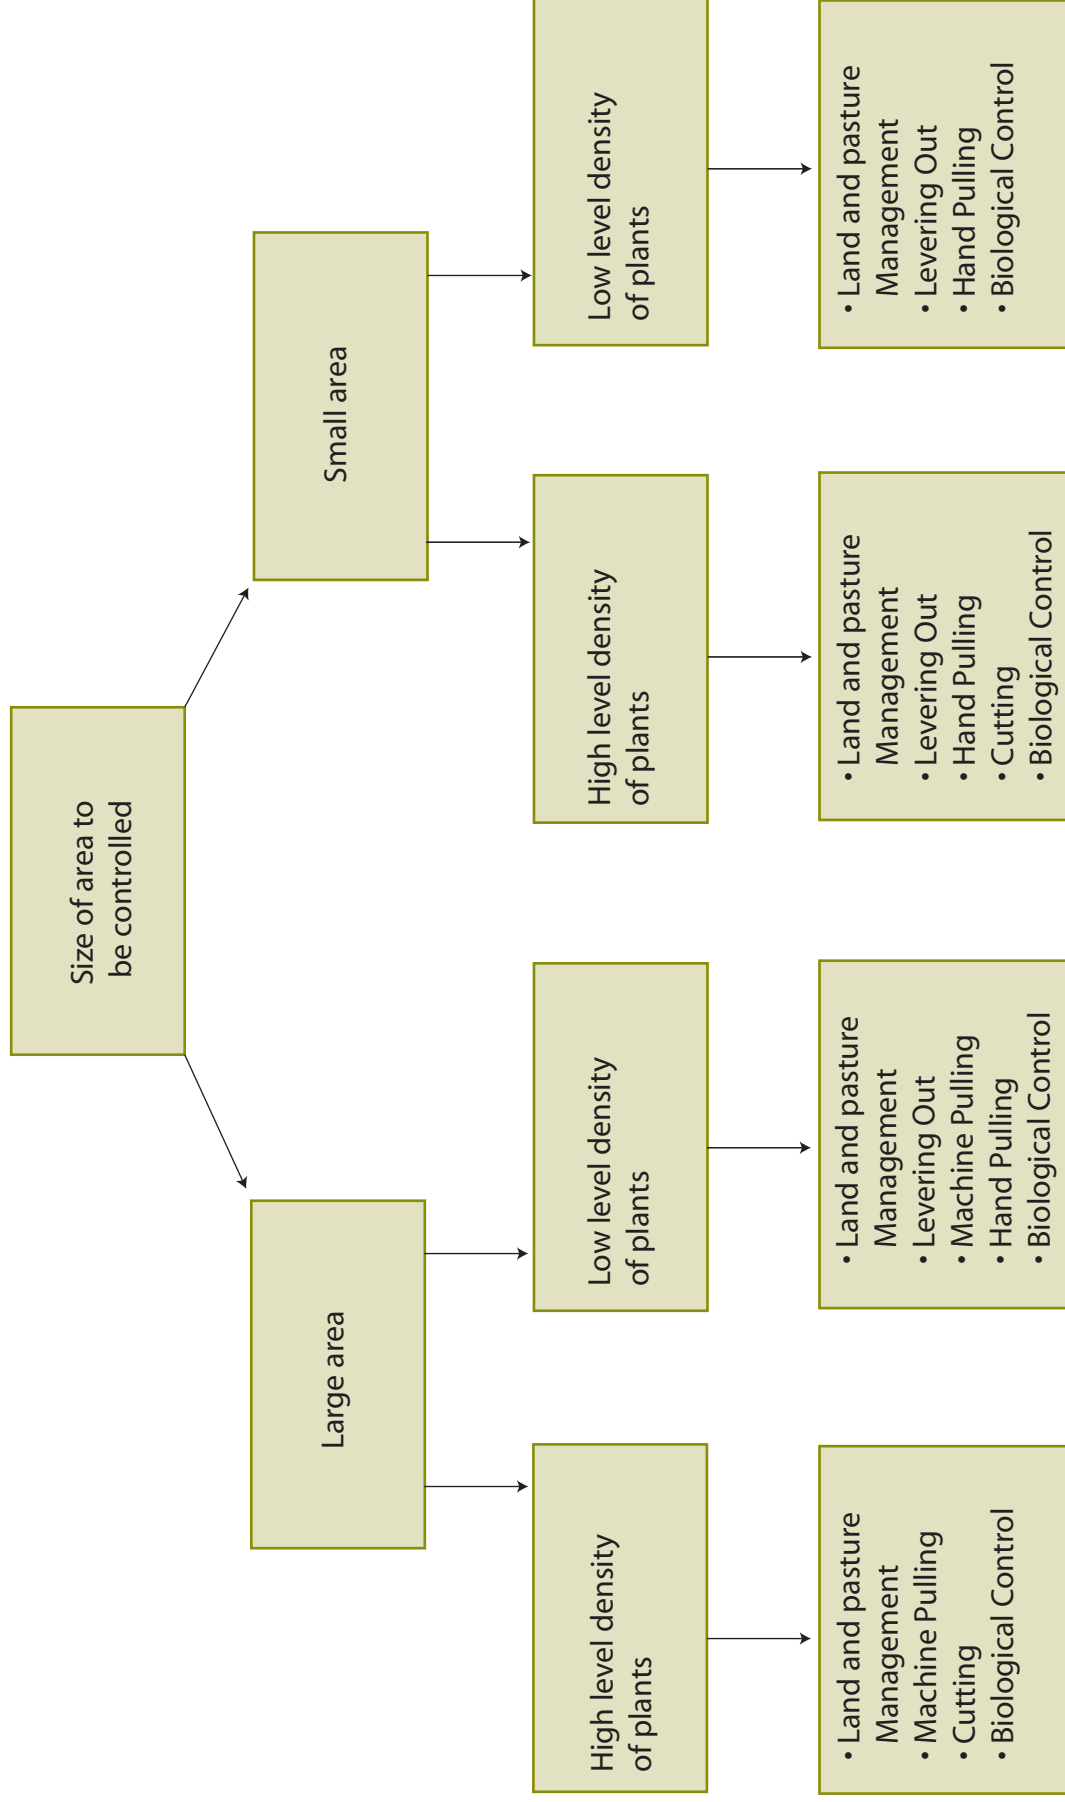 Size of area to
be controlled
Large area
Small area
High level density
of plants
Low level density
of plants
High level density
of plants
Low level density
of plants
• Land and pasture
Management
• Machine Pulling
• Cutting
• Biological Control
• Land and pasture
Management
• Levering Out
• Machine Pulling
• Hand Pulling
• Biological Control
• Land and pasture
Management
• Levering Out
• Hand Pulling
• Cutting
• Biological Control
• Land and pasture
Management
• Levering Out
• Hand Pulling
• Biological Control